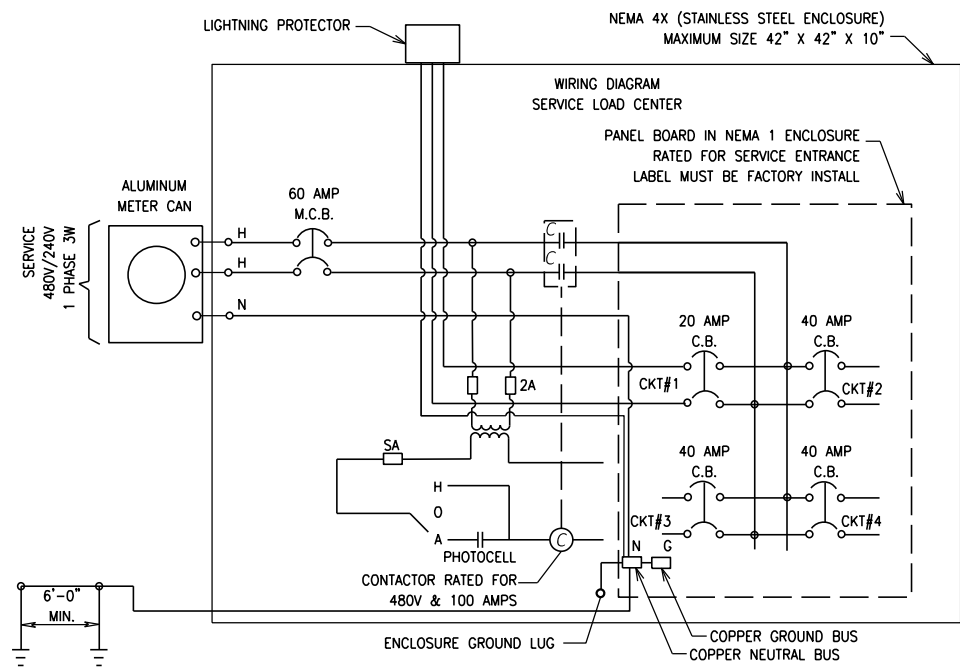 LIGHTNING PROTECTOR
NEMA 4X (STAINLESS STEEL ENCLOSURE)
MAXIMUM SIZE 42" X 42" X 10"
WIRING DIAGRAM
SERVICE LOAD CENTER
PANEL BOARD IN NEMA 1 ENCLOSURE
RATED FOR SERVICE ENTRANCE
LABEL MUST BE FACTORY INSTALL
ALUMINUM
METER CAN
60 AMP
M.C.B.
SERVICE
480V/240V
1 PHASE 3W
H
H
N
C
C
20 AMP
C.B.
40 AMP
C.B.
2A
CKT#1
CKT#2
SA
40 AMP
C.B.
40 AMP
C.B.
H
O
A
PHOTOCELL
C
CKT#3
CKT#4
N
G
CONTACTOR RATED FOR
480V & 100 AMPS
6'-0"
MIN.
ENCLOSURE GROUND LUG
COPPER GROUND BUS
COPPER NEUTRAL BUS